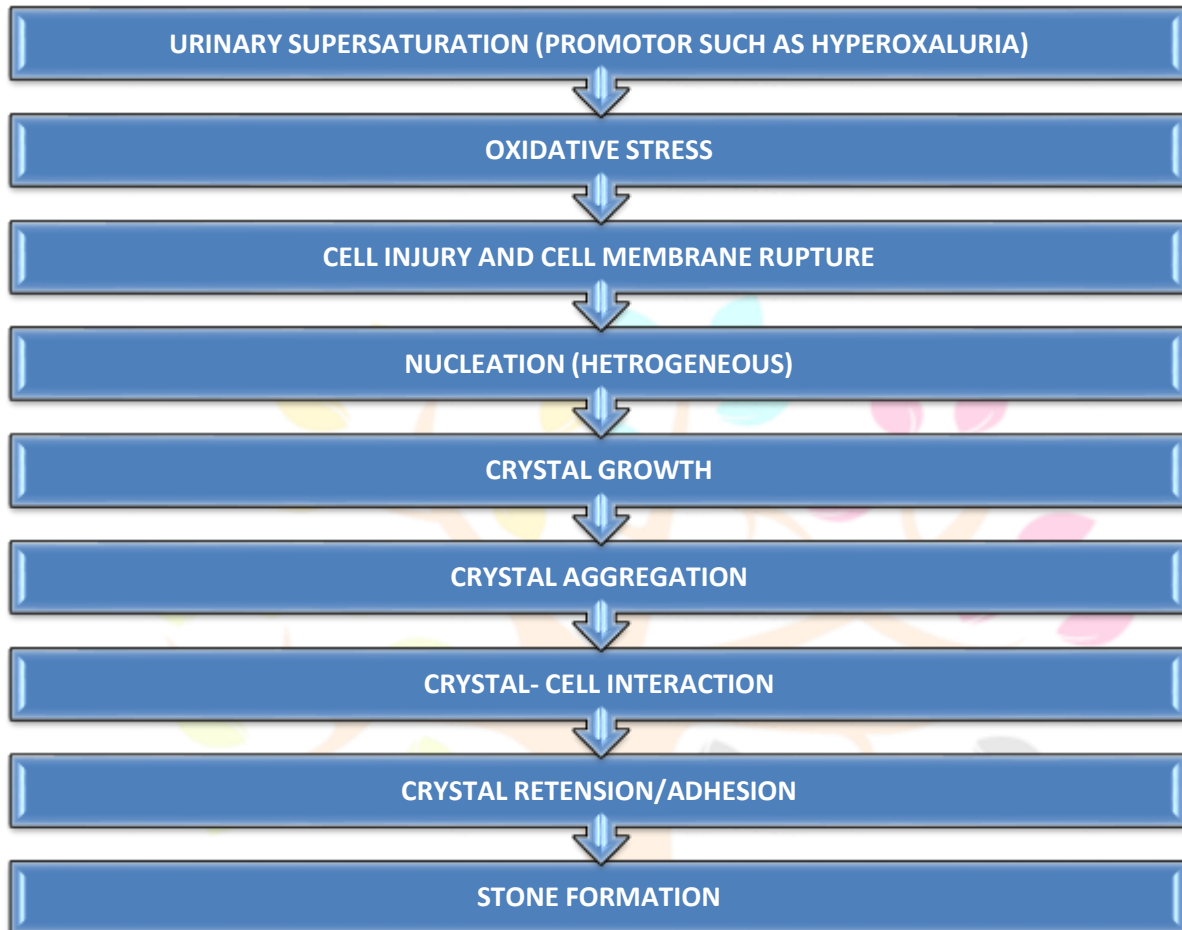 URINARY SUPERSATURATION (PROMOTOR SUCH AS HYPEROXALURIA)
OXIDATIVE STRESS
CELL INJURY AND CELL MEMBRANE RUPTURE
NUCLEATION (HETROGENEOUS)
CRYSTAL GROWTH
CRYSTAL AGGREGATION
CRYSTAL- CELL INTERACTION
CRYSTAL RETENSION/ADHESION
STONE FORMATION